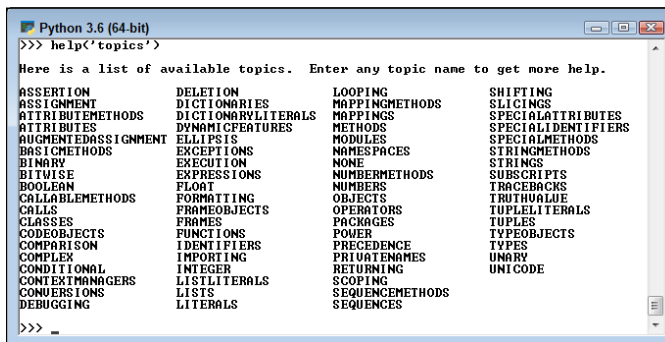 Python 3.6 (64-bit)
>>> help('topics')
Here is a list of available topics.  Enter any topic name to get more help.
ASSERTION           DELETION            LOOPING             SHIFTING
ASSIGNMENT          DICTIONARIES        MAPPINGMETHODS      SLICINGS
ATTRIBUTEMETHODS    DICTIONARYLITERALS  MAPPINGS            SPECIALATTRIBUTES
ATTRIBUTES          DYNAMICFEATURES     METHODS             SPECIALIDENTIFIERS
AUGMENTEDASSIGNMENT ELLIPSIS            MODULES             SPECIALMETHODS
BASICMETHODS        EXCEPTIONS          NAMESPACES          STRINGMETHODS
BINARY              EXECUTION           NONE                STRINGS
BITWISE             EXPRESSIONS         NUMBERMETHODS       SUBSCRIPTS
BOOLEAN             FLOAT               NUMBERS             TRACEBACKS
CALLABLEMETHODS     FORMATTING          OBJECTS             TRUTHVALUE
CALLS               FRAMEOBJECTS        OPERATORS           TUPLELITERALS
CLASSES             FRAMES              PACKAGES            TUPLES
CODEOBJECTS         FUNCTIONS           POWER               TYPEOBJECTS
COMPARISON          IDENTIFIERS         PRECEDENCE          TYPES
COMPLEX             IMPORTING           PRIVATENAMES        UNARY
CONDITIONAL         INTEGER             RETURNING           UNICODE
CONTEXTMANAGERS     LISTLITERALS        SCOPING
CONVERSIONS         LISTS               SEQUENCEMETHODS
DEBUGGING           LITERALS            SEQUENCES
>>> _